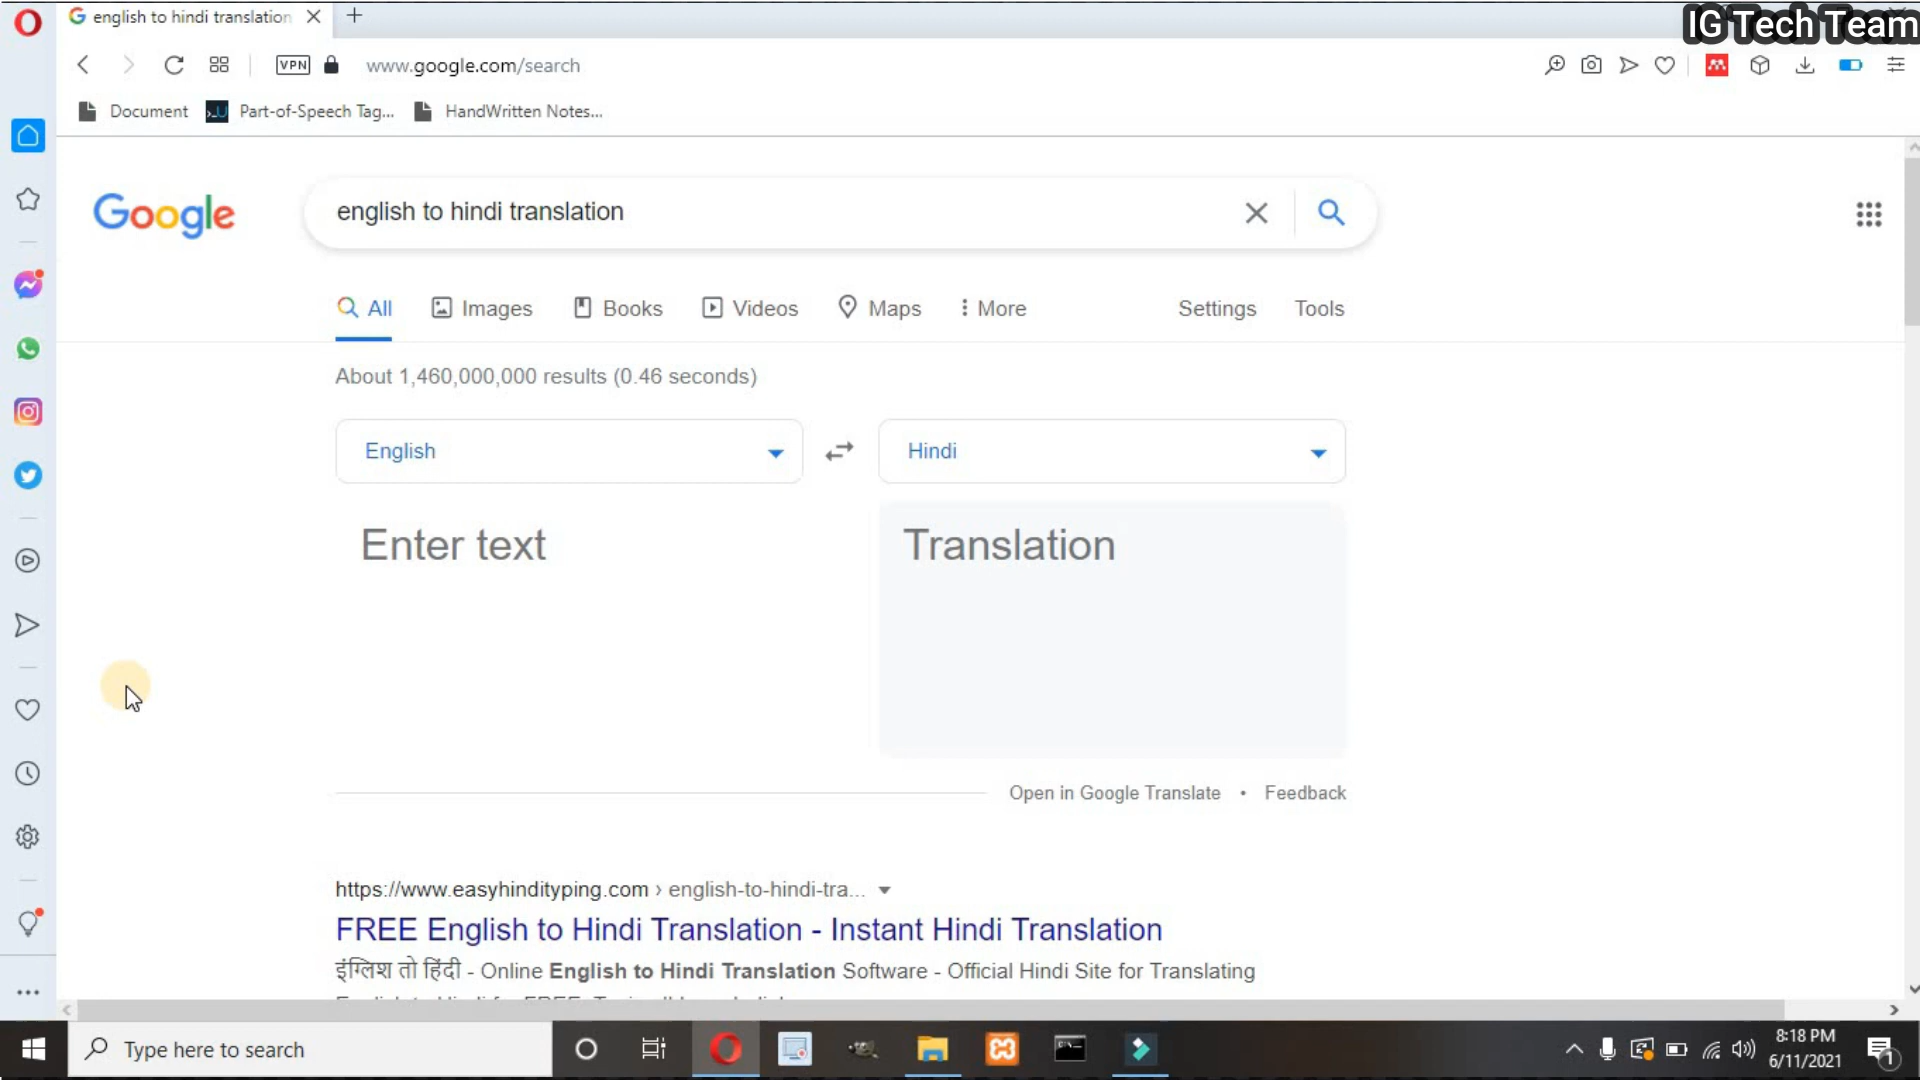 english to hindi translation
IG Tech Team
VPN
www.google.com/search
Document
Part-of-Speech Tag...
HandWritten Notes...
Google
english to hindi translation
All
Images
Books
Videos
Maps
More
Settings
Tools
About 1,460,000,000 results (0.46 seconds)
English
Hindi
Enter text
Translation
Open in Google Translate • Feedback
https://www.easyhindityping.com › english-to-hindi-tra...
FREE English to Hindi Translation - Instant Hindi Translation
इंग्लिश तो हिंदी - Online English to Hindi Translation Software - Official Hindi Site for Translating
Type here to search
8:18 PM
6/11/2021
1